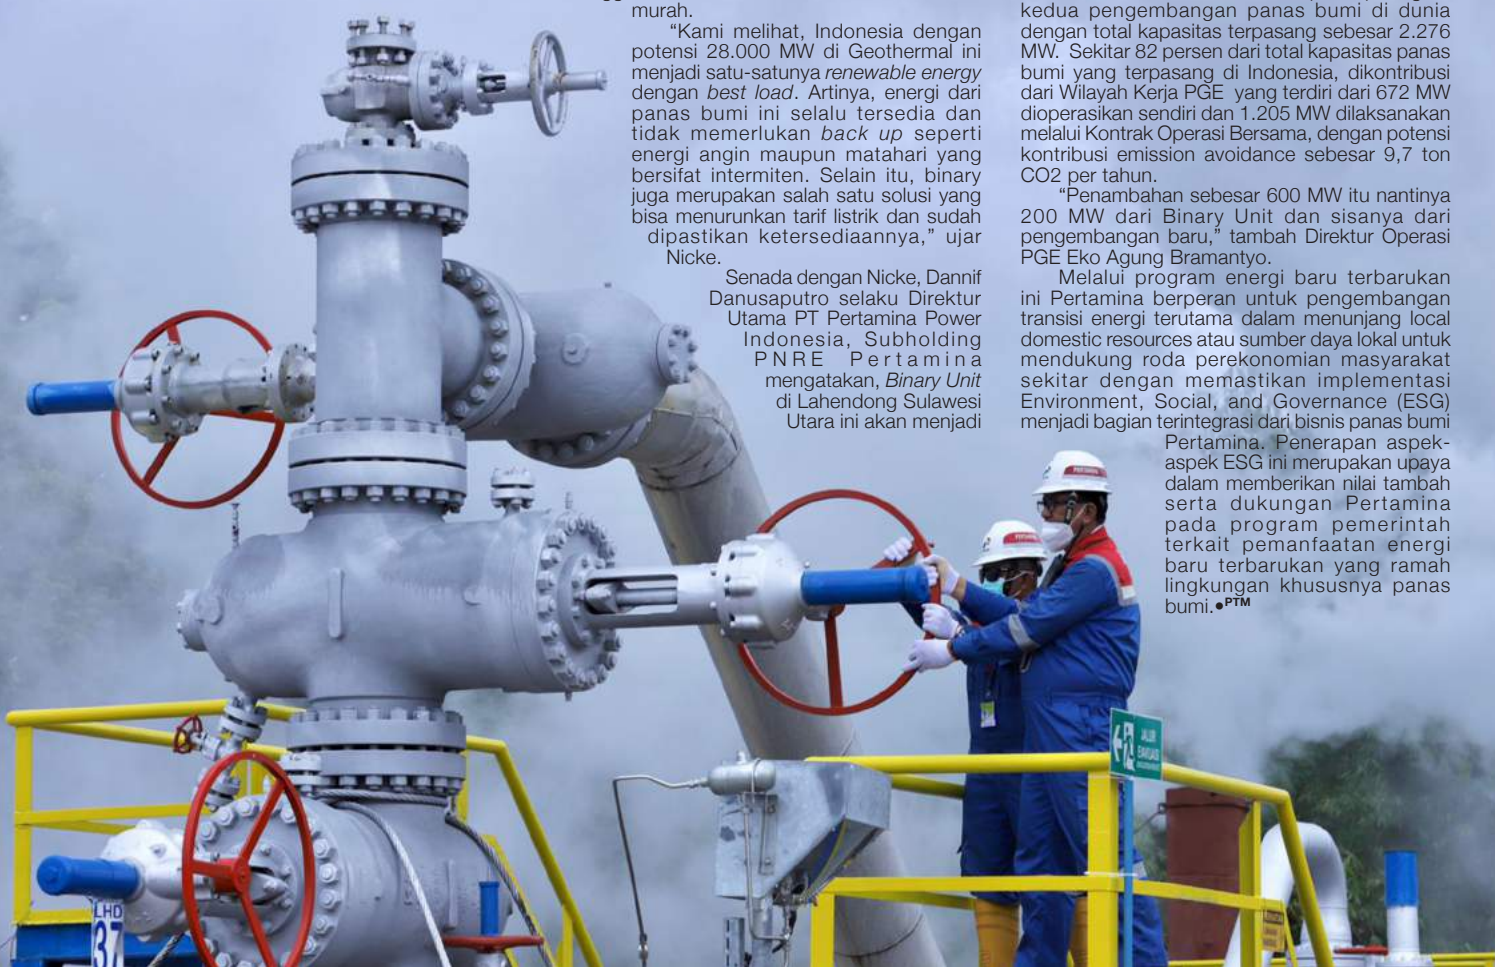 murah.
“Kami melihat, Indonesia dengan
potensi 28.000 MW di Geothermal ini
menjadi satu-satunya renewable energy
dengan best load. Artinya, energi dari
panas bumi ini selalu tersedia dan
tidak memerlukan back up seperti
energi angin maupun matahari yang
bersifat intermiten. Selain itu, binary
juga merupakan salah satu solusi yang
bisa menurunkan tarif listrik dan sudah
dipastikan ketersediaannya,” ujar
Nicke.
Senada dengan Nicke, Dannif
Danusaputro selaku Direktur
Utama PT Pertamina Power
Indonesia, Subholding
PNRE Pertamina
mengatakan, Binary Unit
di Lahendong Sulawesi
Utara ini akan menjadi
kedua pengembangan panas bumi di dunia
dengan total kapasitas terpasang sebesar 2.276
MW. Sekitar 82 persen dari total kapasitas panas
bumi yang terpasang di Indonesia, dikontribusi
dari Wilayah Kerja PGE yang terdiri dari 672 MW
dioperasikan sendiri dan 1.205 MW dilaksanakan
melalui Kontrak Operasi Bersama, dengan potensi
kontribusi emission avoidance sebesar 9,7 ton
CO2 per tahun.
“Penambahan sebesar 600 MW itu nantinya
200 MW dari Binary Unit dan sisanya dari
pengembangan baru,” tambah Direktur Operasi
PGE Eko Agung Bramantyo.
Melalui program energi baru terbarukan
ini Pertamina berperan untuk pengembangan
transisi energi terutama dalam menunjang local
domestic resources atau sumber daya lokal untuk
mendukung roda perekonomian masyarakat
sekitar dengan memastikan implementasi
Environment, Social, and Governance (ESG)
menjadi bagian terintegrasi dari bisnis panas bumi
Pertamina. Penerapan aspek-
aspek ESG ini merupakan upaya
dalam memberikan nilai tambah
serta dukungan Pertamina
pada program pemerintah
terkait pemanfaatan energi
baru terbarukan yang ramah
lingkungan khususnya panas
bumi.•PTM
JALUR
EVAKUASI
LHD
37